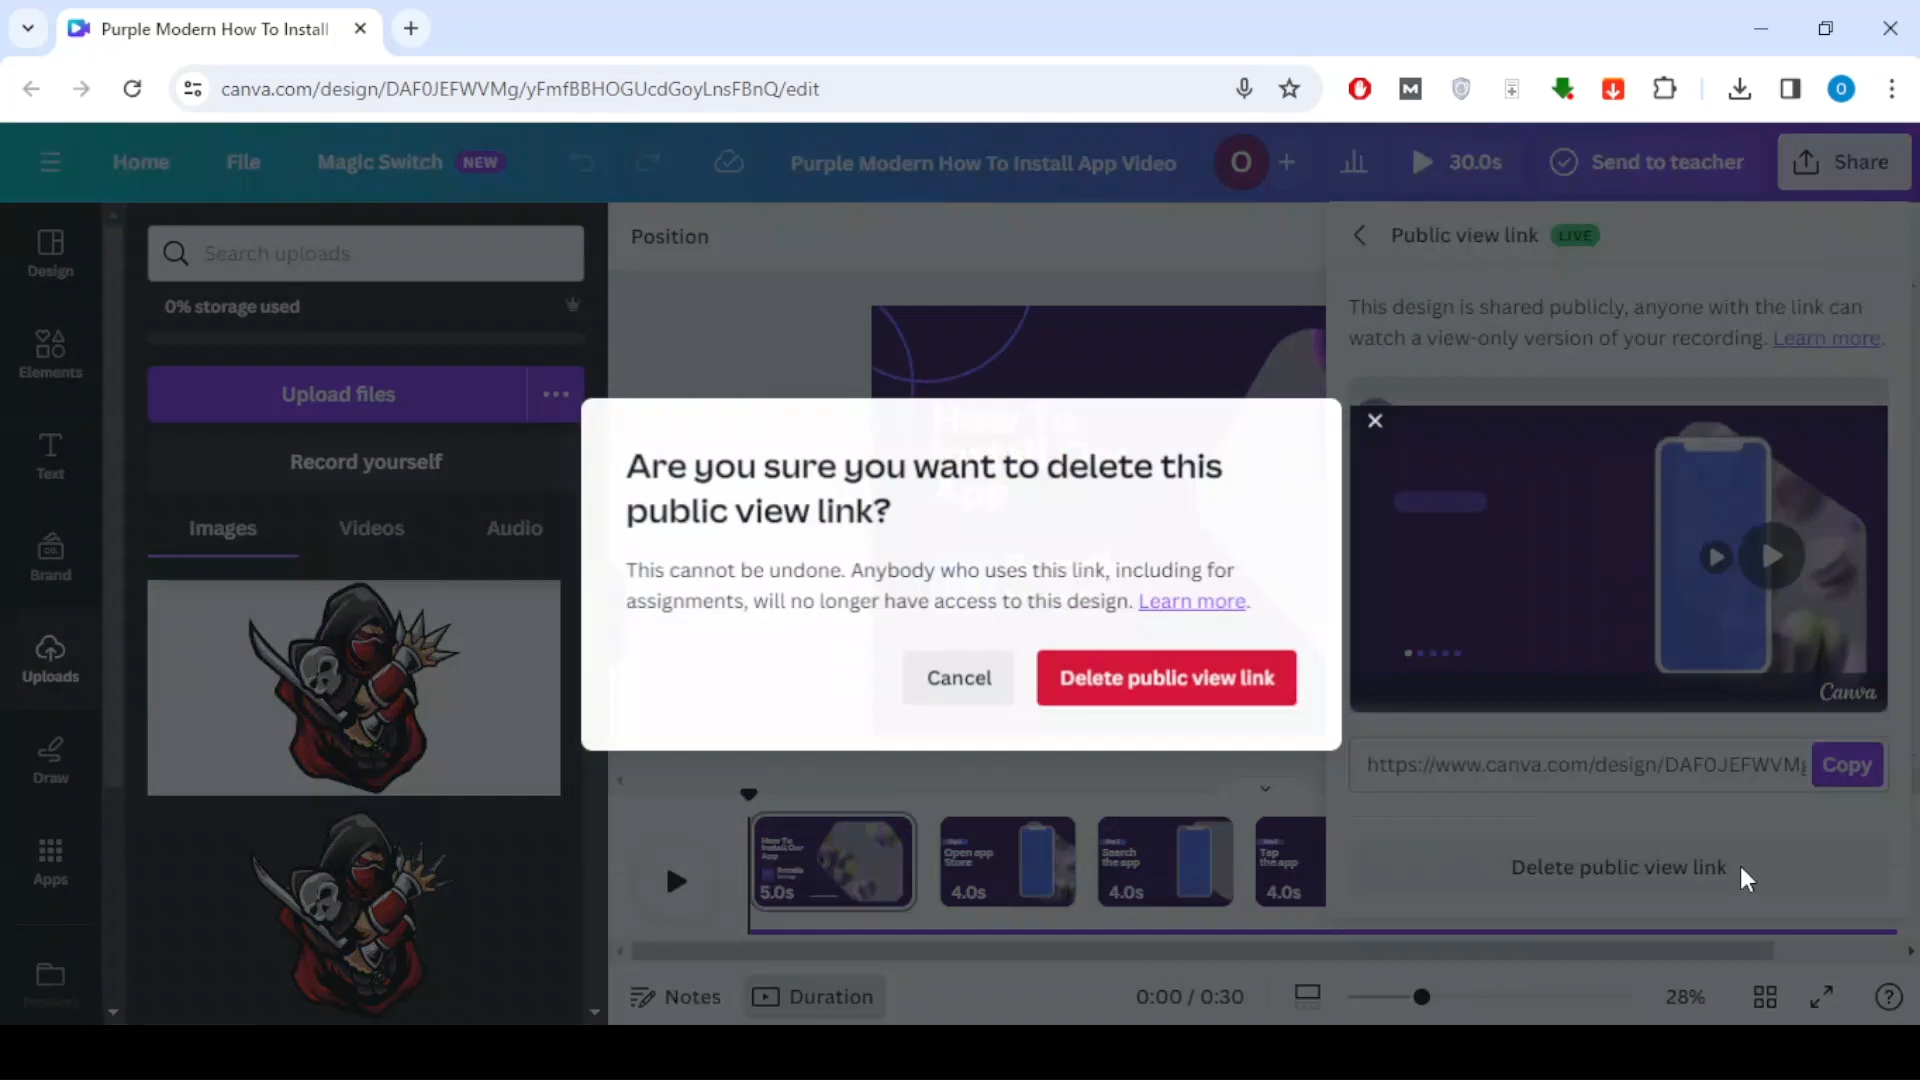 Purple Modern How To Install
canva.com/design/DAF0JEFWVMg/yFmfBBHOGUcdGoyLnsFBnQ/edit
Home File Magic Switch NEW Purple Modern How To Install App Video O + 30.0s Send to teacher Share
Design
Elements
Text
Brand
Uploads
Draw
Apps
Projects
Search uploads
0% storage used
Upload files
Record yourself
Images Videos Audio
Position
How To
Install
App
Are you sure you want to delete this
public view link?
This cannot be undone. Anybody who uses this link, including for
assignments, will no longer have access to this design. Learn more.
Cancel Delete public view link
Public view link LIVE
This design is shared publicly, anyone with the link can
watch a view-only version of your recording. Learn more.
Canva
https://www.canva.com/design/DAF0JEFWVMg Copy
Delete public view link
How To
Install Our
App
5.0s
Open app
Store
4.0s
Search
the app
4.0s
Tap
the app
4.0s
Notes Duration 0:00 / 0:30 28%